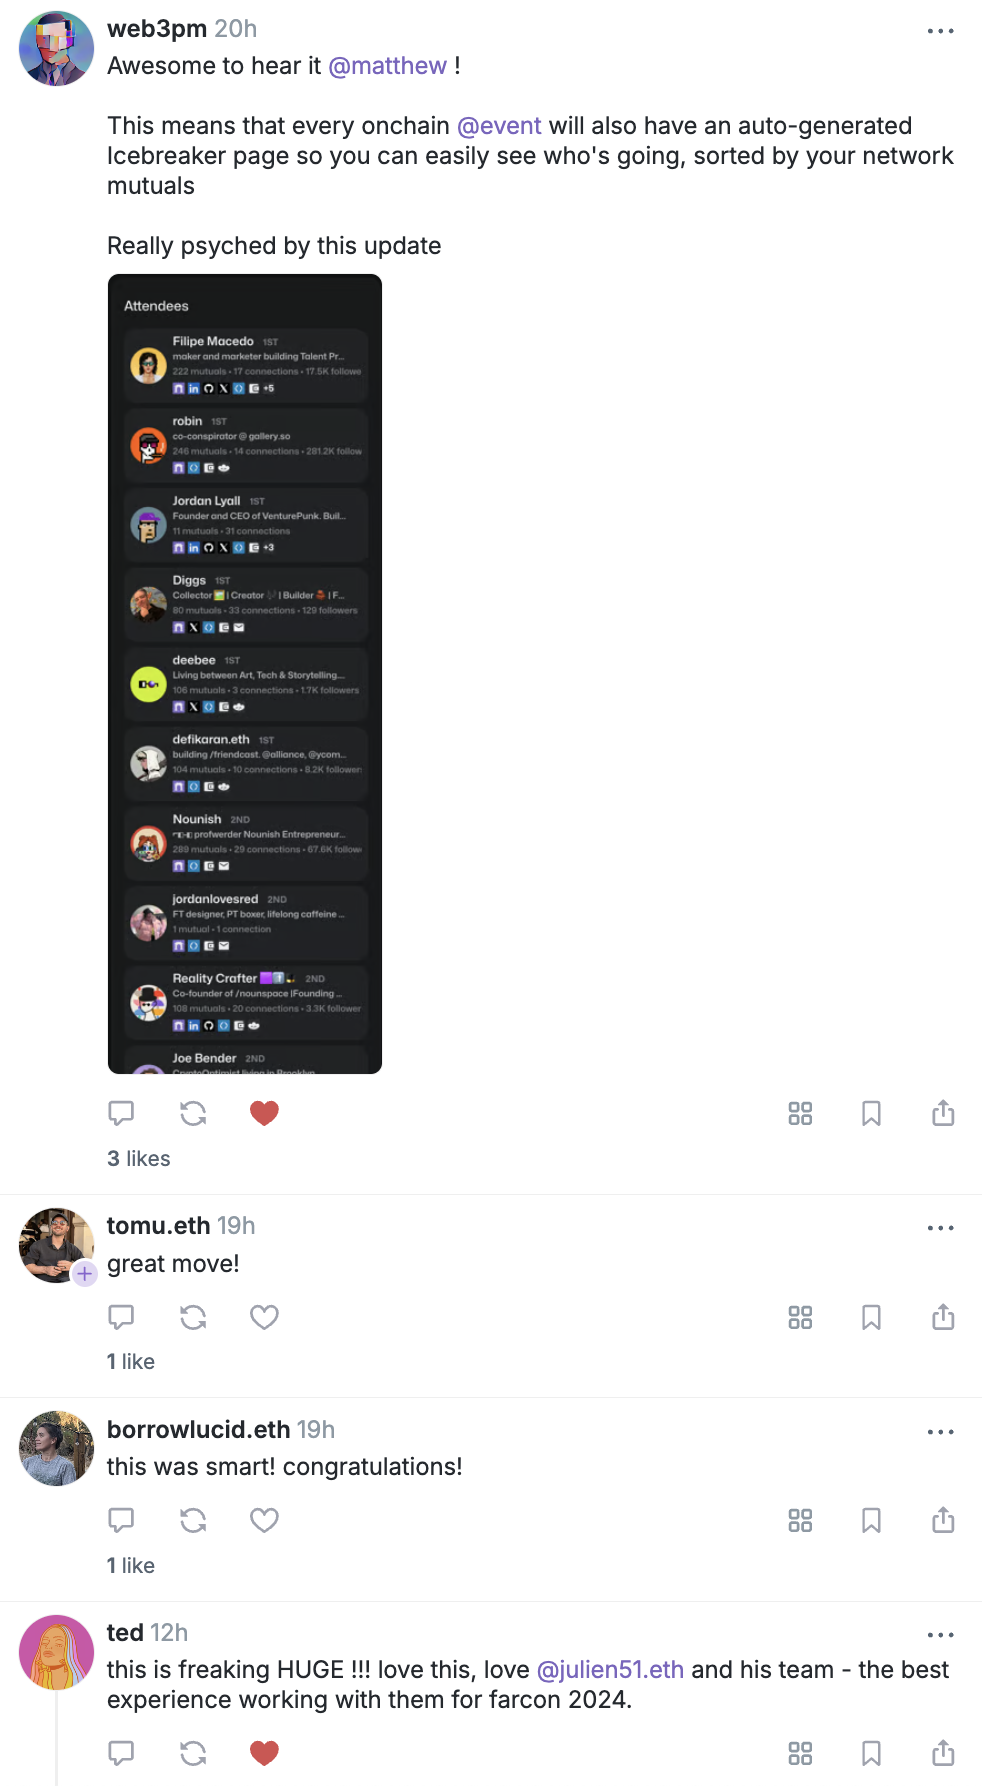 web3pm 20h
Awesome to hear it @matthew !
This means that every onchain @event will also have an auto-generated
Icebreaker page so you can easily see who's going, sorted by your network
mutuals
Really psyched by this update
Attendees
Filipe Macedo 1ST
maker and marketer building Talent Pr...
222 mutuals • 17 connections • 17.5K followe
+5
robin 1ST
co-conspirator @ gallery.so
246 mutuals • 14 connections • 281.2K follow
Jordan Lyall 1ST
Founder and CEO of VenturePunk. Buil...
11 mutuals • 31 connections
+3
Diggs 1ST
Collector | Creator | Builder | F...
80 mutuals • 33 connections • 129 followers
deebee 1ST
Living between Art, Tech & Storytelling...
106 mutuals • 3 connections • 1.7K followers
defikaran.eth 1ST
building /friendcast. @alliance, @ycom...
104 mutuals • 10 connections • 8.2K follower
Nounish 2ND
profwerder Nounish Entrepreneur...
289 mutuals • 29 connections • 67.6K follow
jordanlovesred 2ND
FT designer, PT boxer, lifelong caffeine ...
1 mutual • 1 connection
Reality Crafter 2ND
Co-founder of /nounspace |Founding ...
108 mutuals • 20 connections • 3.3K follower
Joe Bender 2ND
CryptoOptimist living in Brooklyn
3 likes
tomu.eth 19h
great move!
1 like
borrowlucid.eth 19h
this was smart! congratulations!
1 like
ted 12h
this is freaking HUGE !!! love this, love @julien51.eth and his team - the best
experience working with them for farcon 2024.